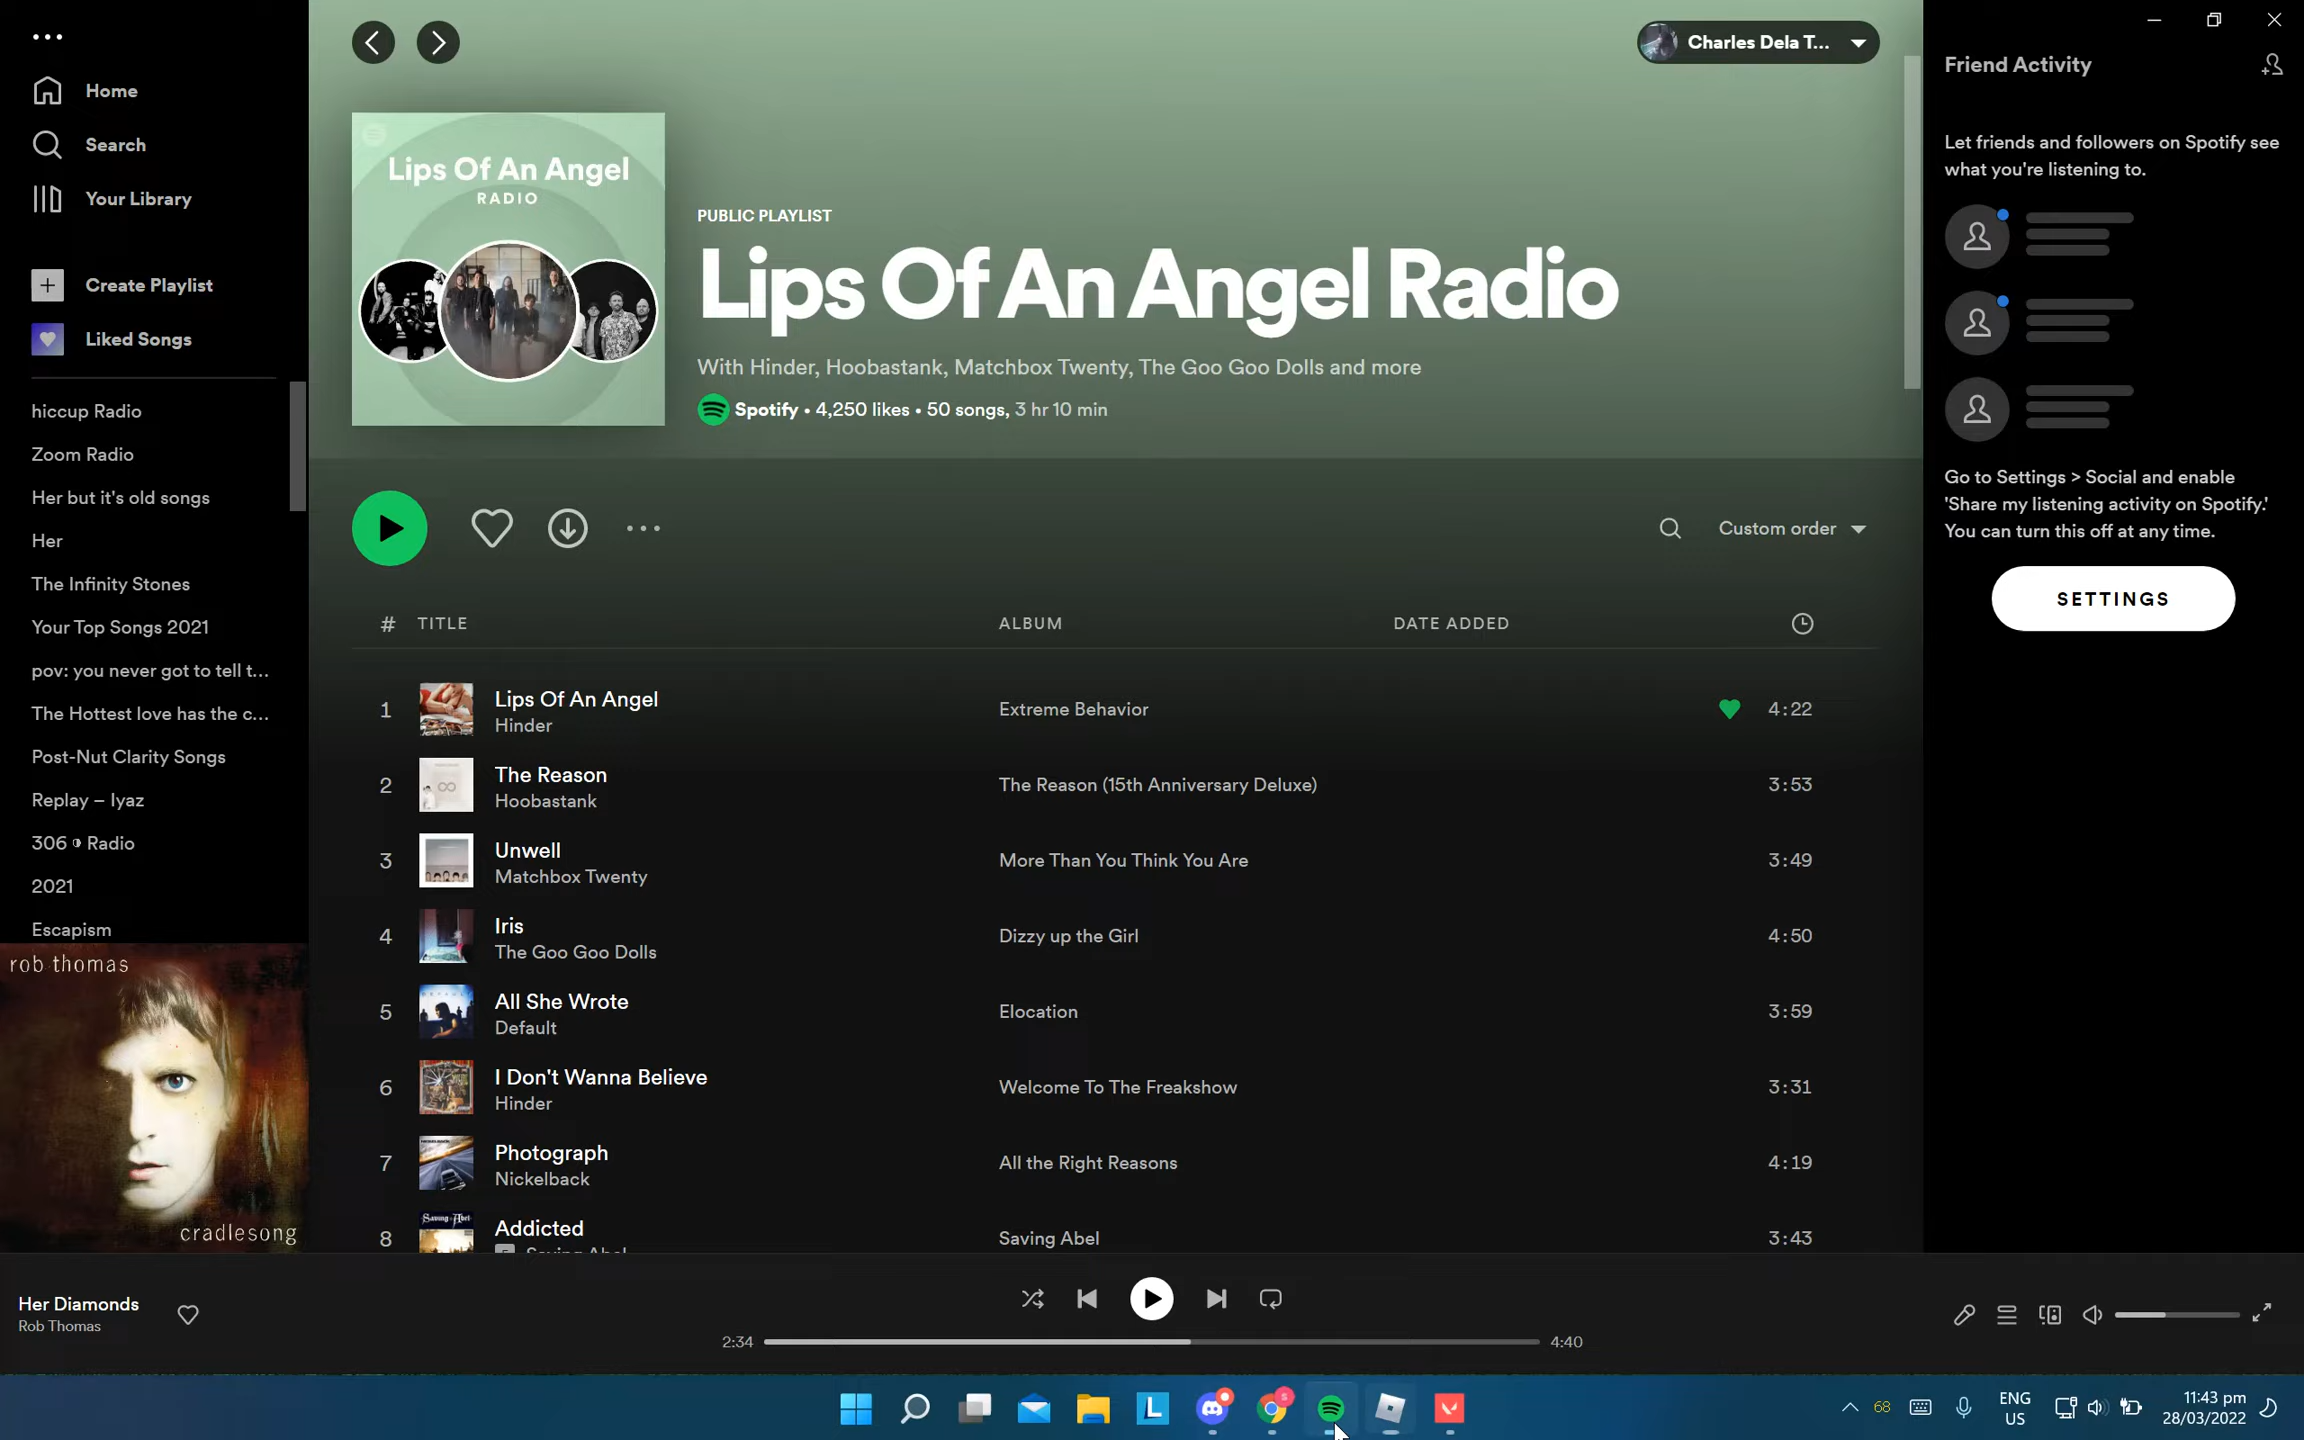 Home
Search
Your Library
Create Playlist
Liked Songs
hiccup Radio
Zoom Radio
Her but it's old songs
Her
The Infinity Stones
Your Top Songs 2021
pov: you never got to tell t...
The Hottest love has the c...
Post-Nut Clarity Songs
Replay – Iyaz
306 Radio
2021
Escapism
rob thomas
cradlesong
Charles Dela T...
Lips Of An Angel
RADIO
PUBLIC PLAYLIST
Lips Of An Angel Radio
With Hinder, Hoobastank, Matchbox Twenty, The Goo Goo Dolls and more
Spotify • 4,250 likes • 50 songs, 3 hr 10 min
Custom order
# TITLE ALBUM DATE ADDED
1 Lips Of An Angel Extreme Behavior 4:22
Hinder
2 The Reason The Reason (15th Anniversary Deluxe) 3:53
Hoobastank
3 Unwell More Than You Think You Are 3:49
Matchbox Twenty
4 Iris Dizzy up the Girl 4:50
The Goo Goo Dolls
5 All She Wrote Elocation 3:59
Default
6 I Don't Wanna Believe Welcome To The Freakshow 3:31
Hinder
7 Photograph All the Right Reasons 4:19
Nickelback
8 Addicted Saving Abel 3:43
Friend Activity
Let friends and followers on Spotify see
what you're listening to.
Go to Settings > Social and enable
'Share my listening activity on Spotify.'
You can turn this off at any time.
SETTINGS
Her Diamonds
Rob Thomas
2:34 4:40
L
68
ENG
US
11:43 pm
28/03/2022